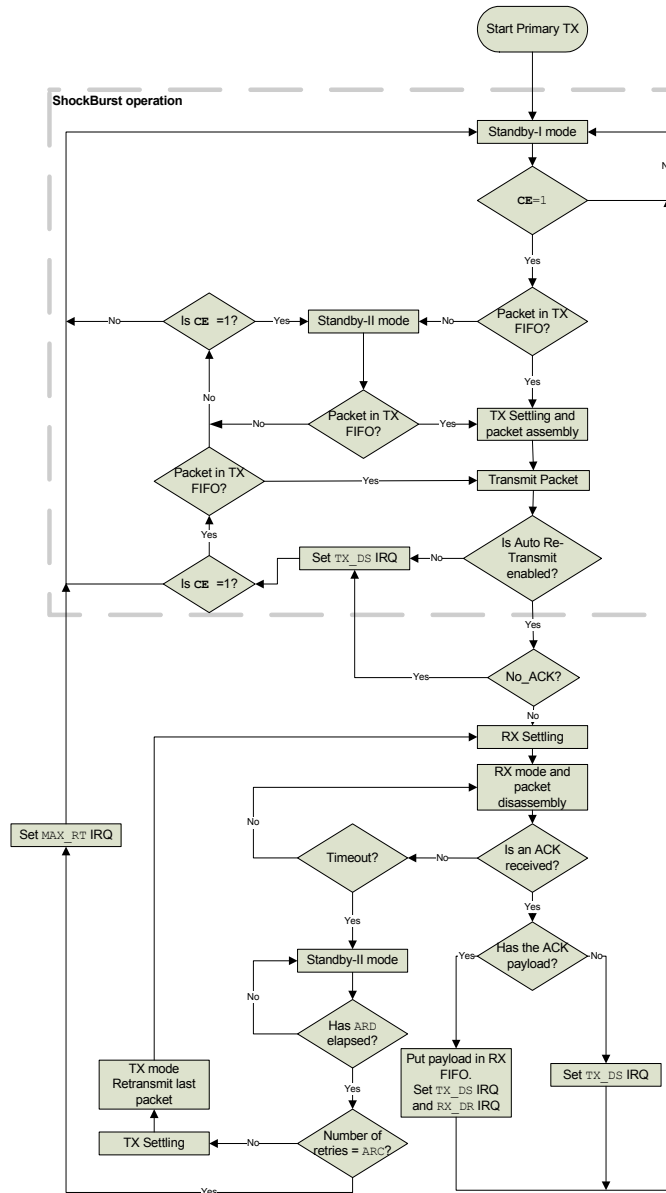 Start Primary TX
ShockBurst operation
Standby-I mode
CE=1
Yes
Is CE =1?
No
Yes
Standby-II mode
No
Packet in TX
FIFO?
Yes
No
Packet in TX
FIFO?
No
Yes
TX Settling and
packet assembly
Packet in TX
FIFO?
Yes
Transmit Packet
Yes
Is CE =1?
Set TX_DS IRQ
No
Is Auto Re-
Transmit
enabled?
Yes
No_ACK?
Yes
No
RX Settling
RX mode and
packet
disassembly
No
Set MAX_RT IRQ
Timeout?
No
Is an ACK
received?
Yes
Yes
Standby-II mode
Yes
Has the ACK
payload?
No
No
Has ARD
elapsed?
TX mode
Retransmit last
packet
Put payload in RX
FIFO.
Set TX_DS IRQ
and RX_DR IRQ
Set TX_DS IRQ
Yes
TX Settling
No
Number of
retries = ARC?
Yes